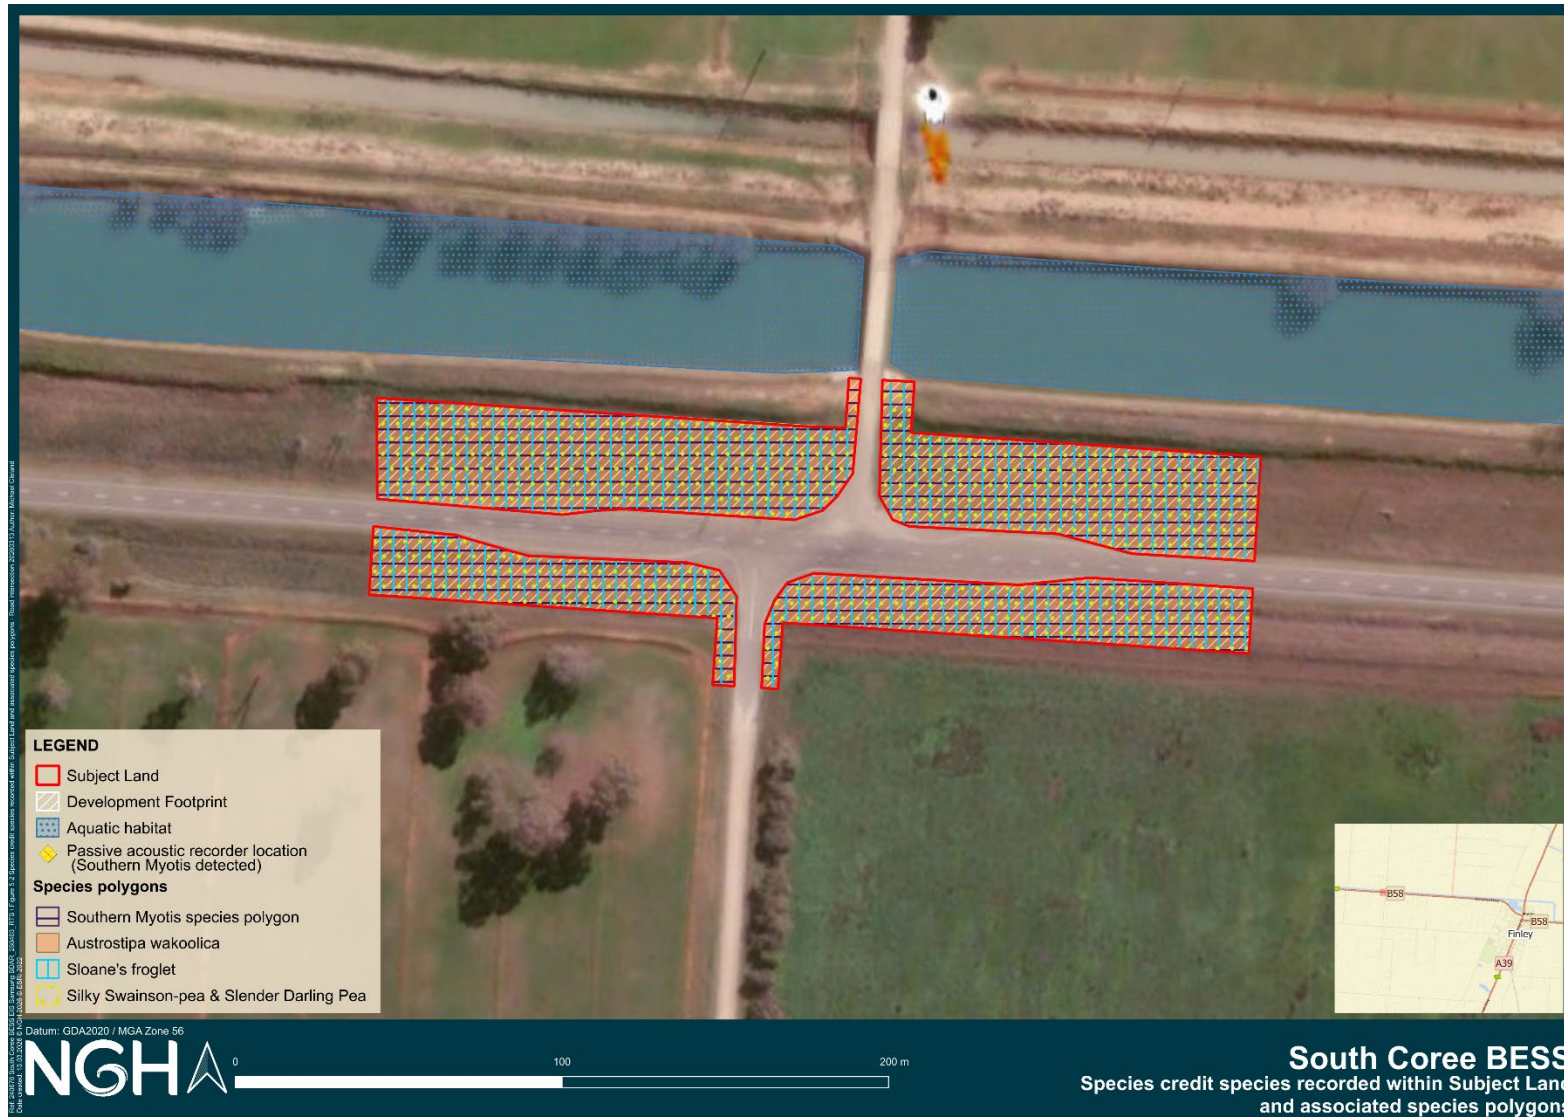 LEGEND
Subject Land
Development Footprint
Aquatic habitat
Passive acoustic recorder location
(Southern Myotis detected)
Species polygons
Southern Myotis species polygon
Austrostipa wakoolica
Sloane's froglet
Silky Swainson-pea & Slender Darling Pea
B58
B58
Finley
A39
Datum: GDA2020 / MGA Zone 56
NGH
0 100 200 m
South Coree BESS
Species credit species recorded within Subject Land
and associated species polygons